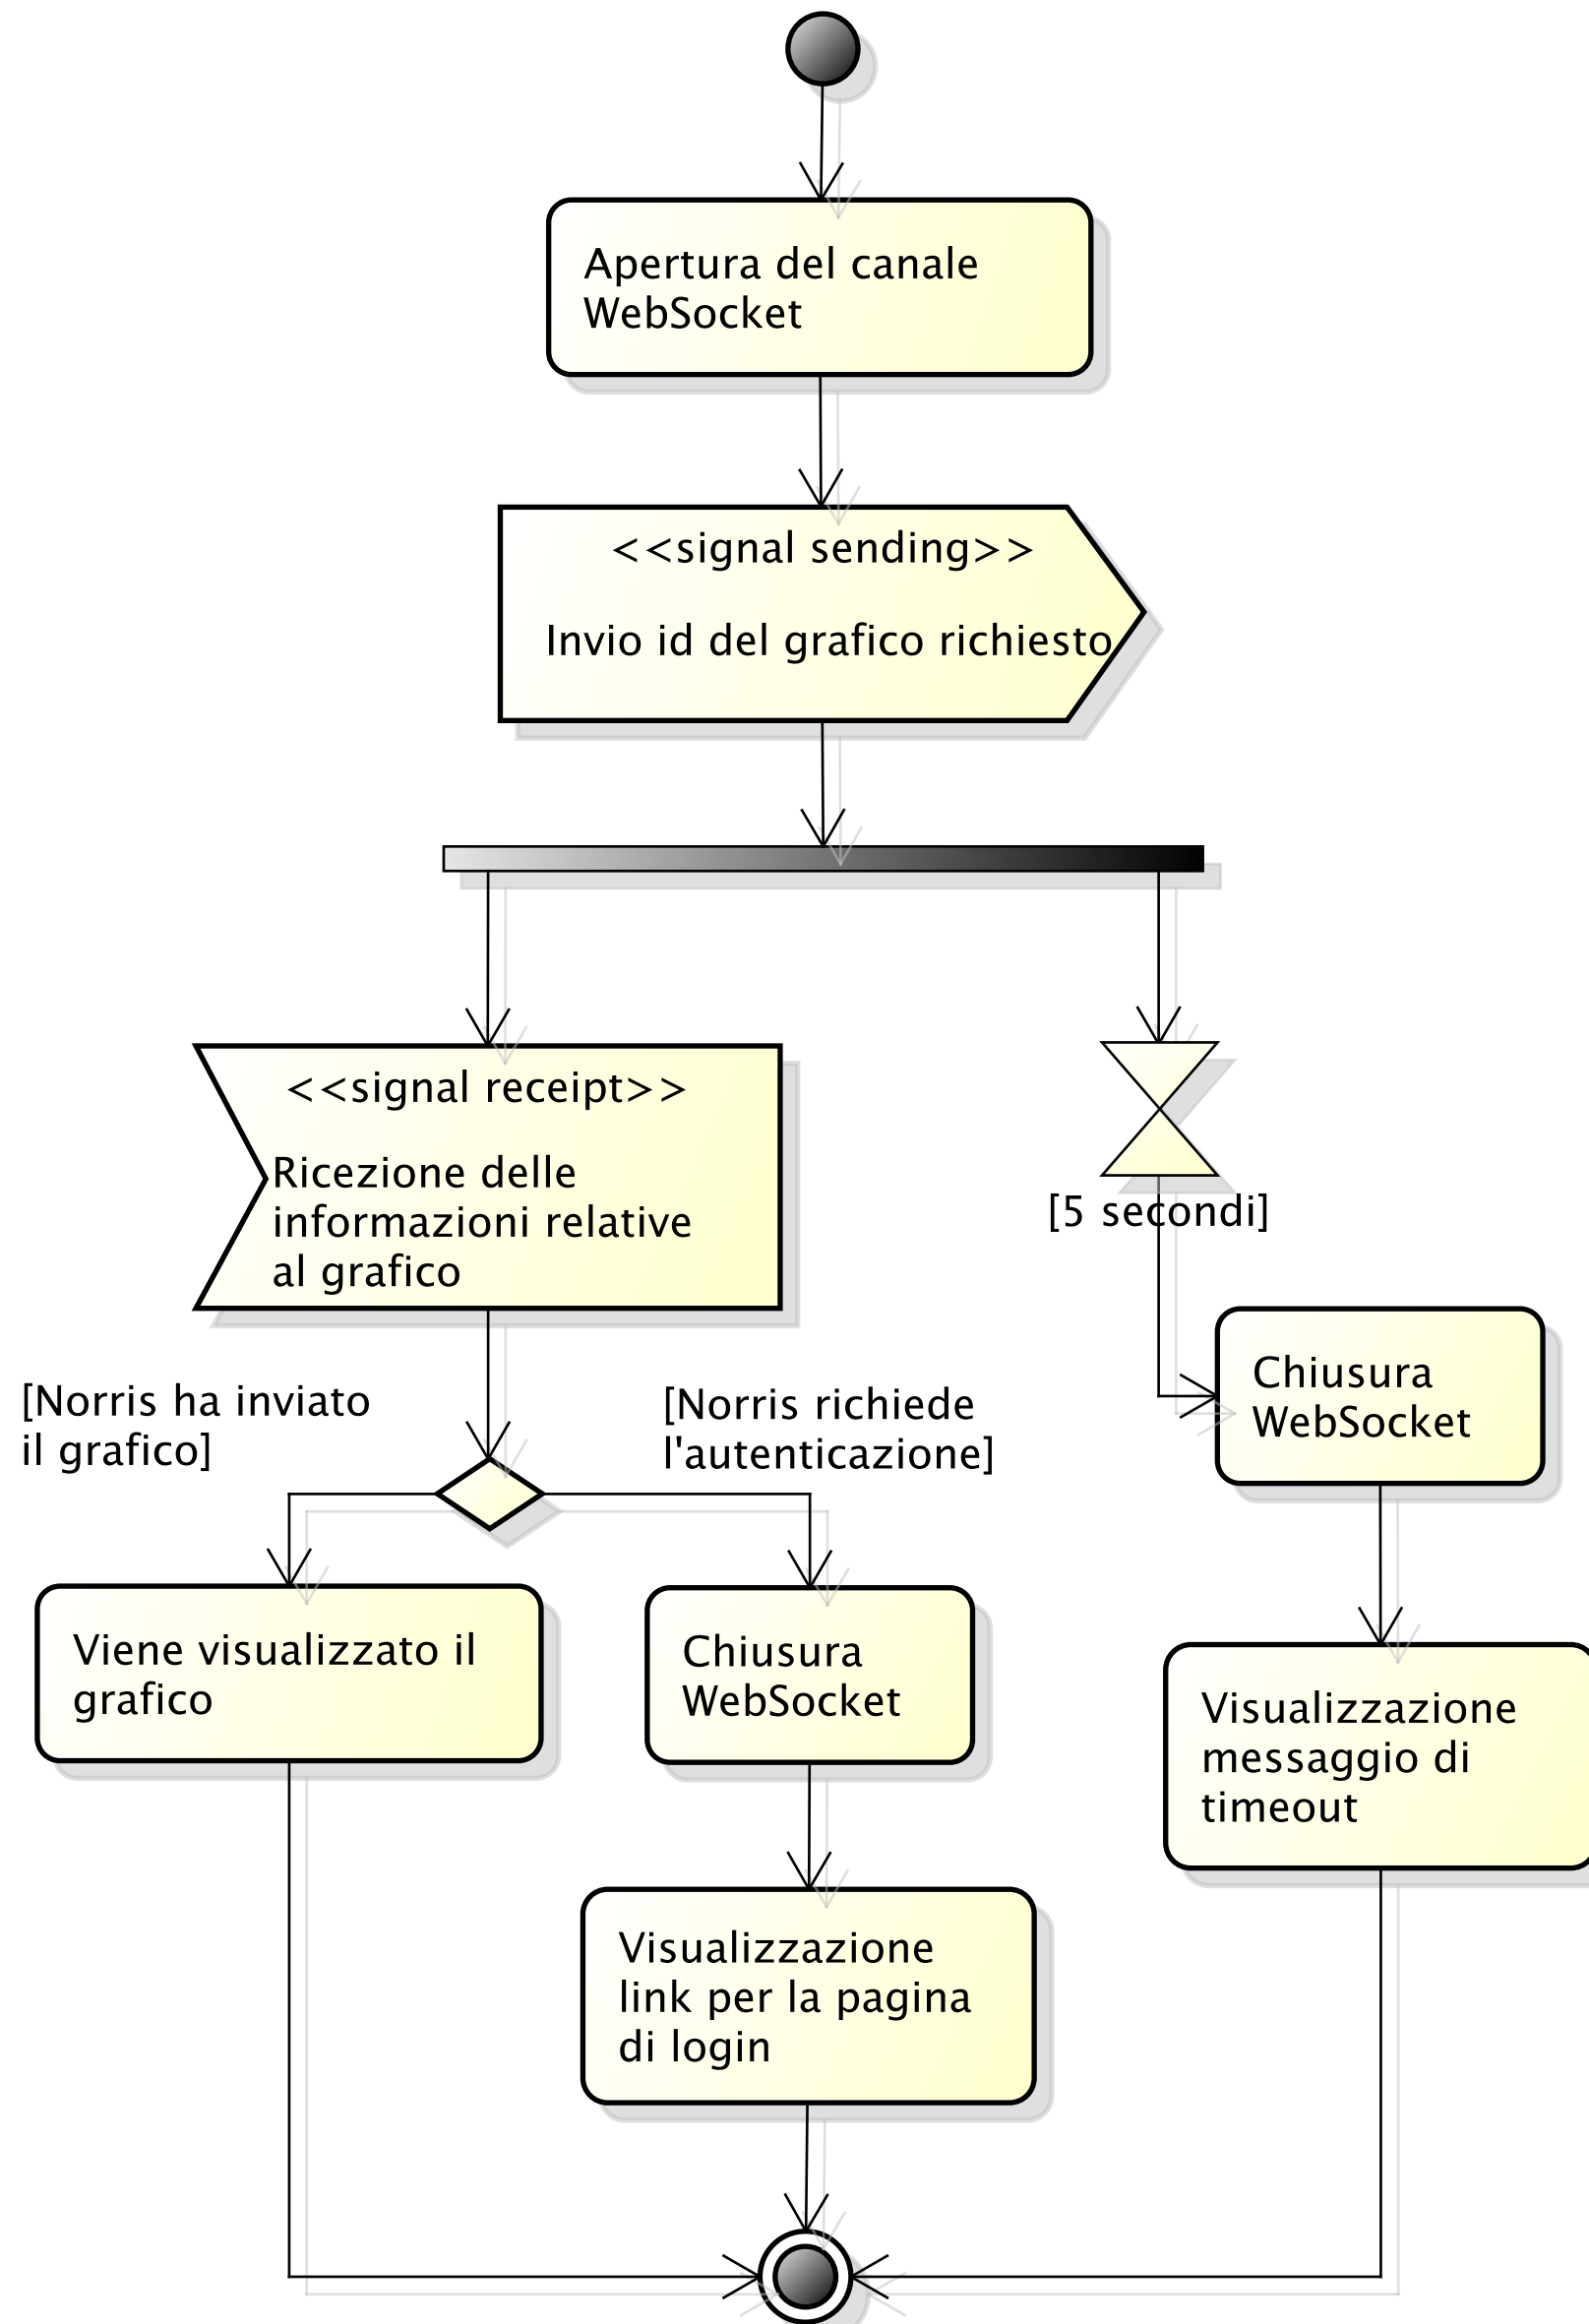 Apertura del canale
WebSocket
<<signal sending>>
Invio id del grafico richiesto
<<signal receipt>>
Ricezione delle
informazioni relative
al grafico
[5 secondi]
[Norris ha inviato
il grafico]
[Norris richiede
l'autenticazione]
Chiusura
WebSocket
Viene visualizzato il
grafico
Chiusura
WebSocket
Visualizzazione
messaggio di
timeout
Visualizzazione
link per la pagina
di login